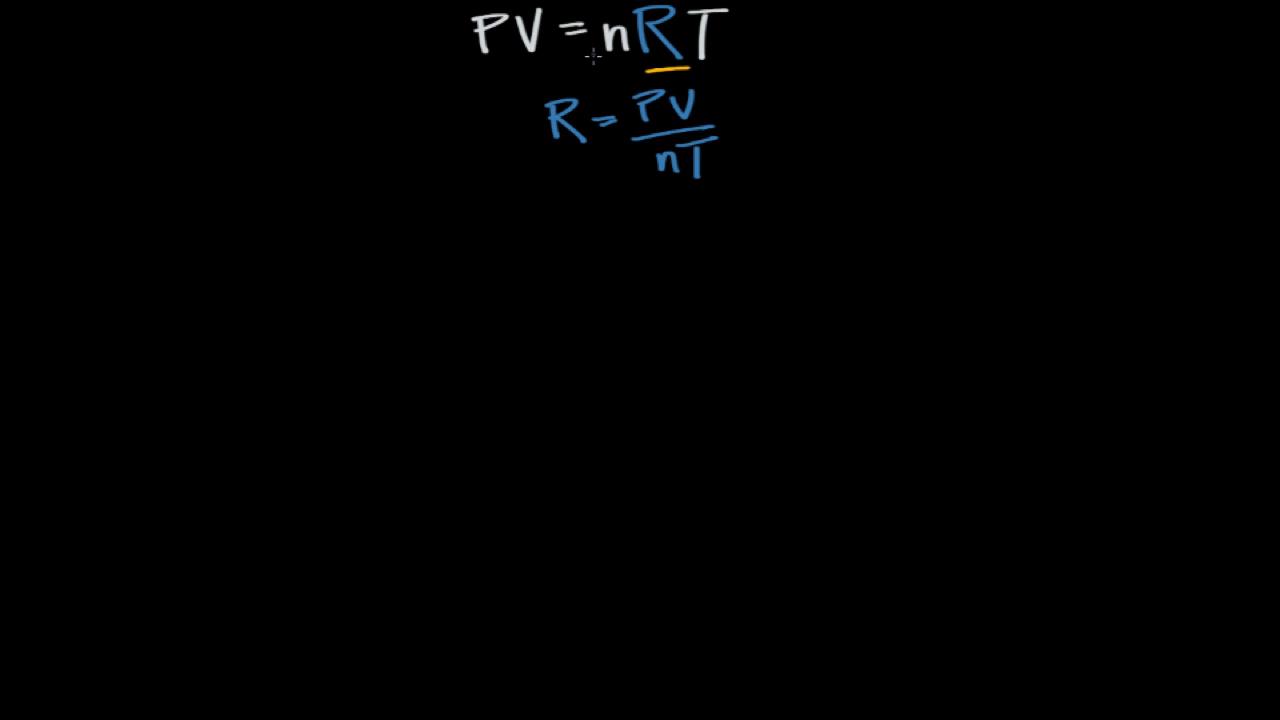 PV = nRT
R = PV/nT